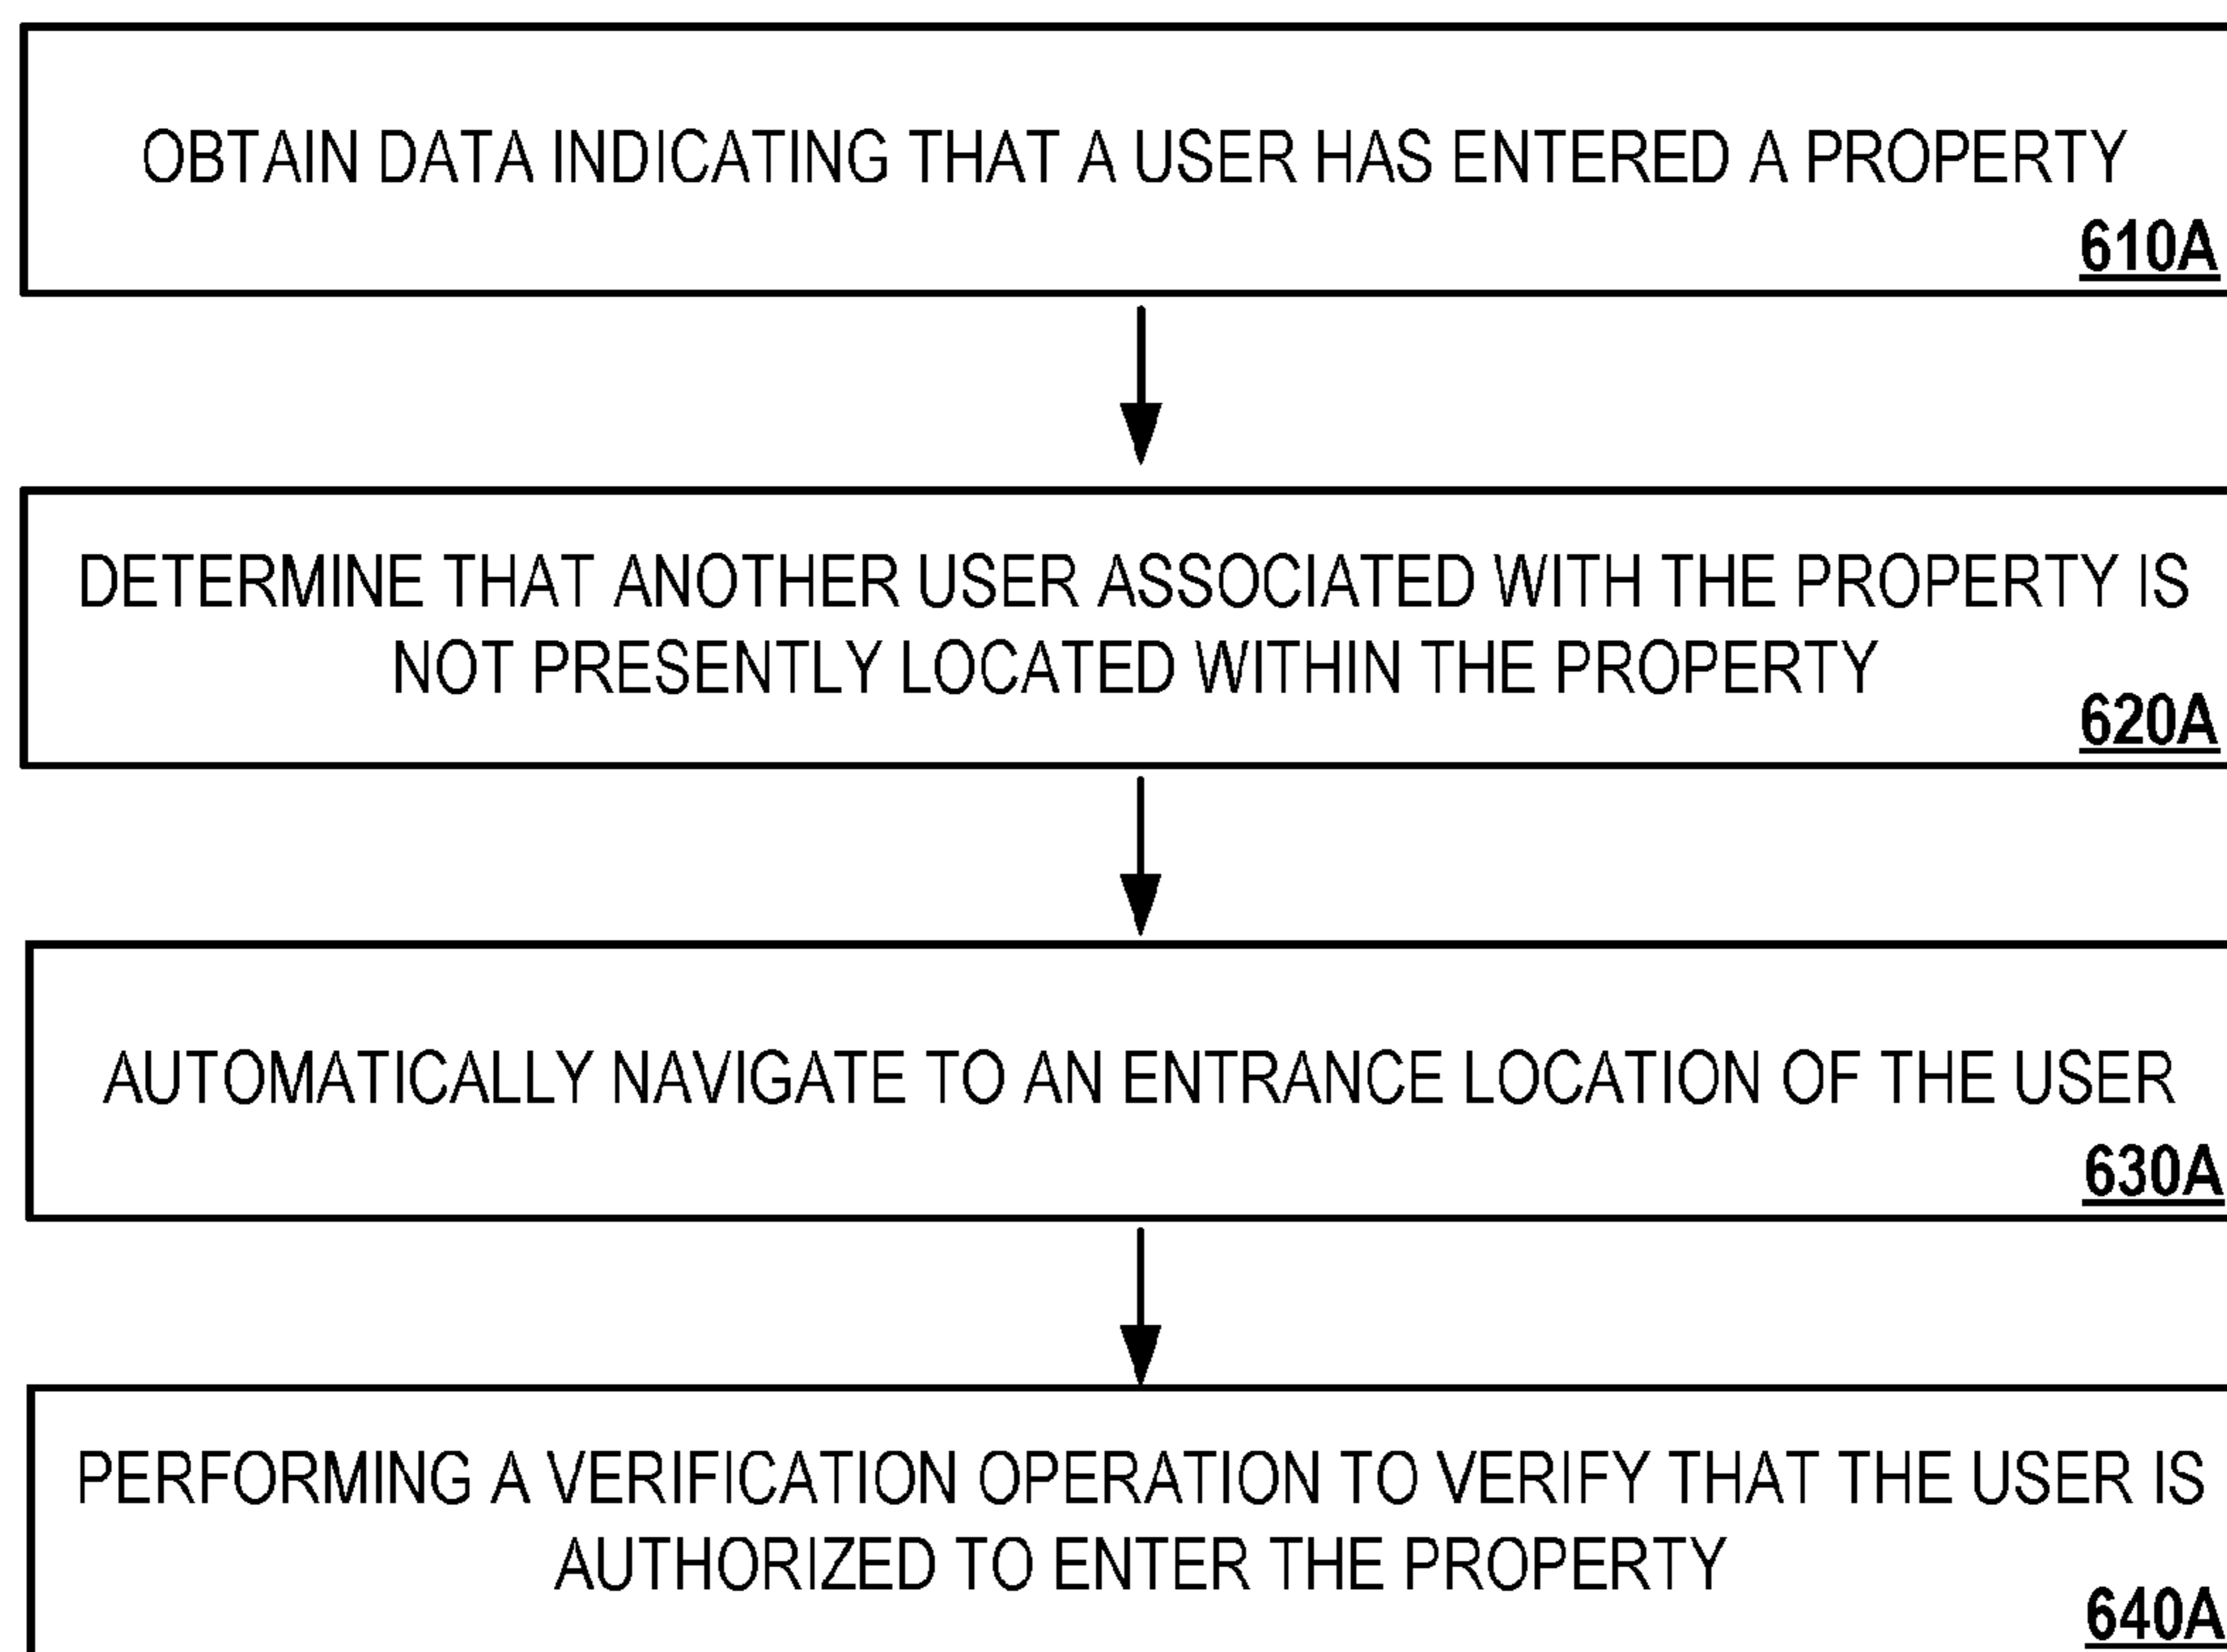 OBTAIN DATA INDICATING THAT A USER HAS ENTERED A PROPERTY
610A
DETERMINE THAT ANOTHER USER ASSOCIATED WITH THE PROPERTY IS
NOT PRESENTLY LOCATED WITHIN THE PROPERTY
620A
AUTOMATICALLY NAVIGATE TO AN ENTRANCE LOCATION OF THE USER
630A
PERFORMING A VERIFICATION OPERATION TO VERIFY THAT THE USER IS
AUTHORIZED TO ENTER THE PROPERTY
640A